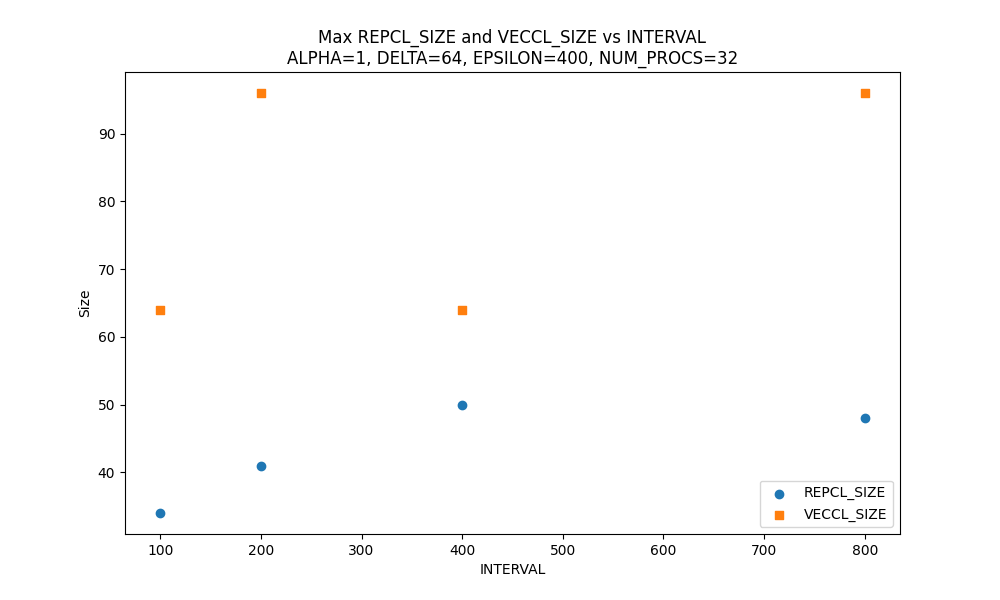 Max REPCL_SIZE and VECCL_SIZE vs INTERVAL
ALPHA=1, DELTA=64, EPSILON=400, NUM_PROCS=32
Size
90
80
70
60
50
40
100 200 300 400 500 600 700 800
INTERVAL
REPCL_SIZE
VECCL_SIZE